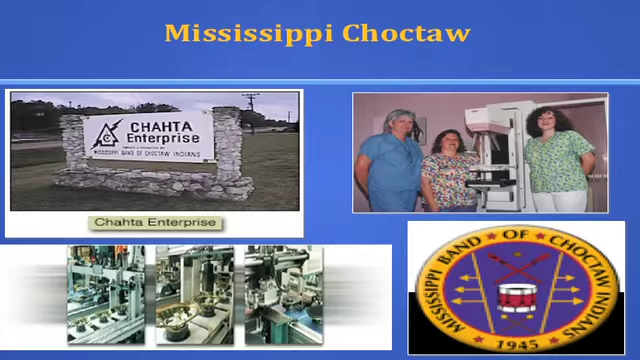 Mississippi Choctaw
CHAHTA
Enterprise
MISSISSIPPI BAND OF CHOCTAW INDIANS
Chahta Enterprise
MISSISSIPPI BAND OF CHOCTAW INDIANS
1945